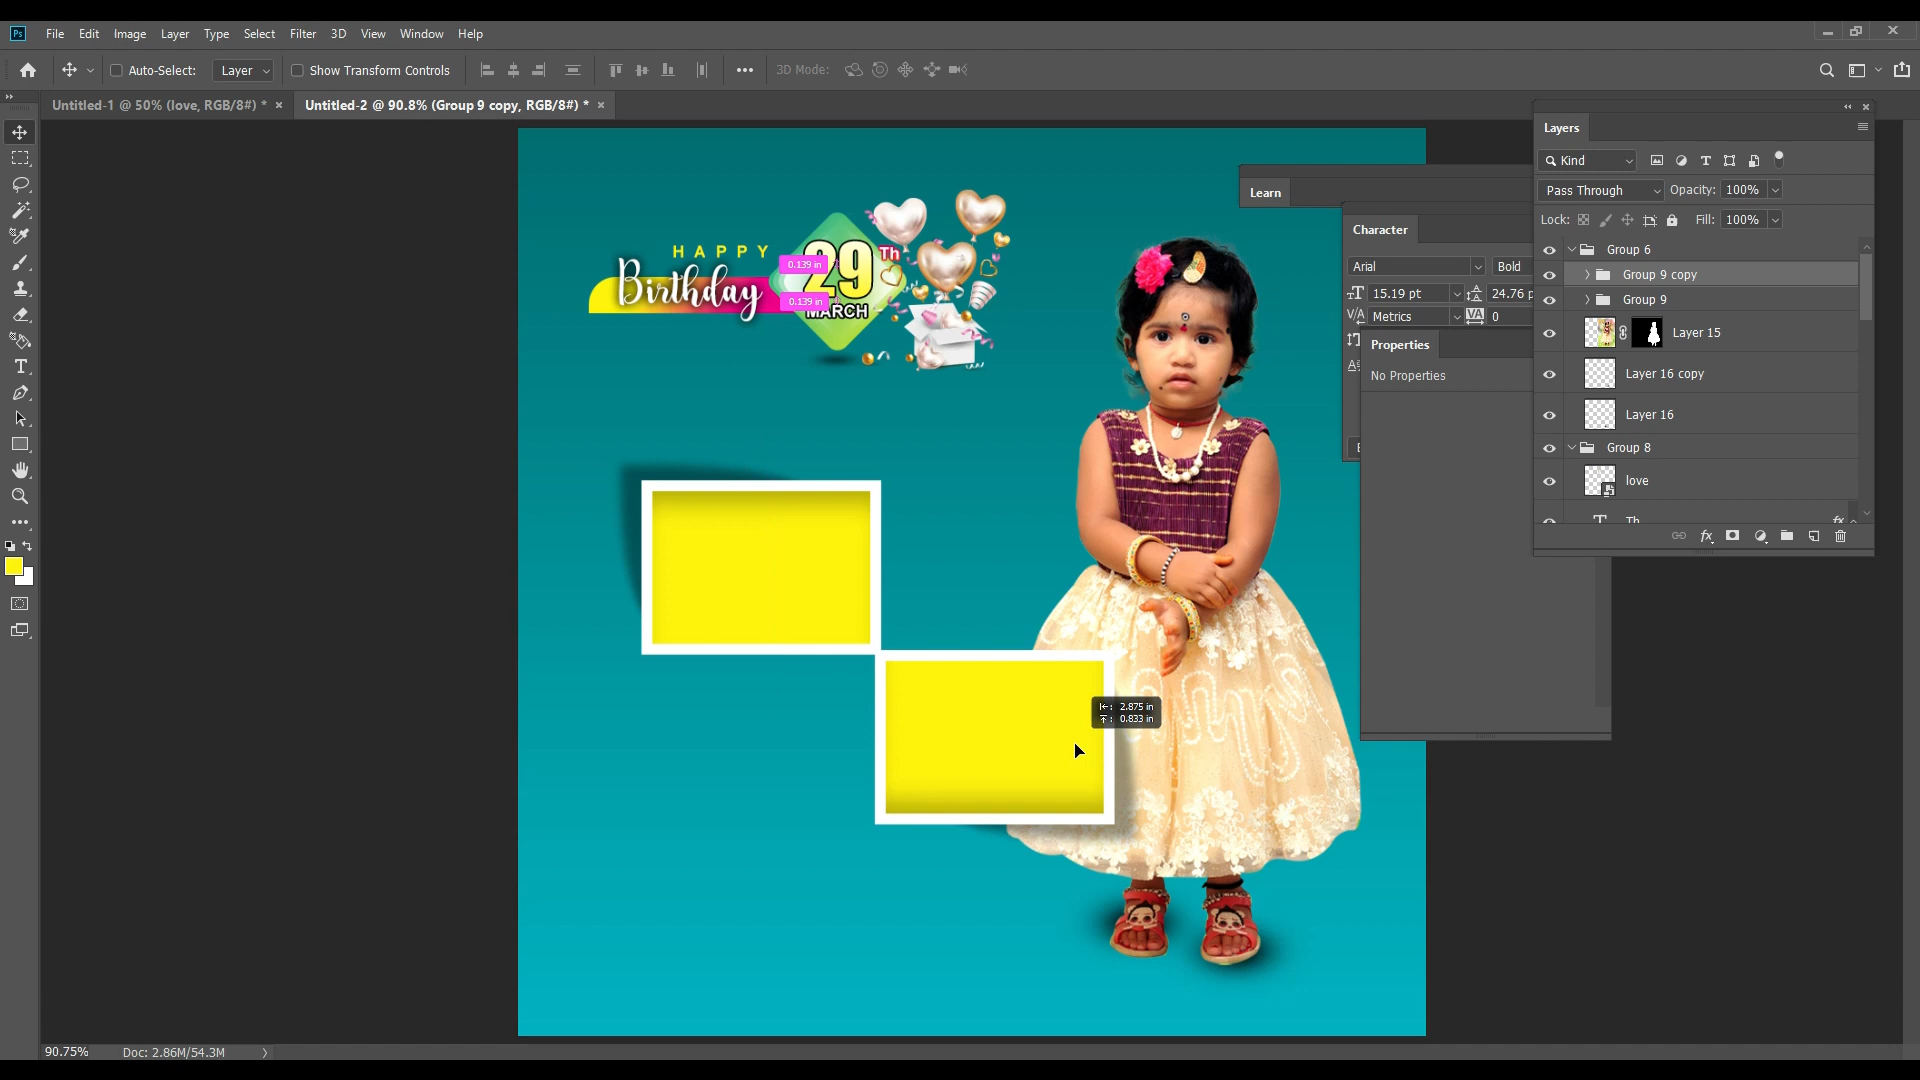 Ps File Edit Image Layer Type Select Filter 3D View Window Help
Auto-Select: Layer Show Transform Controls 3D Mode:
Untitled-1 @ 50% (love, RGB/8#) * × Untitled-2 @ 90.8% (Group 9 copy, RGB/8#) * ×
Learn
Character
Arial Bold
15.19 pt 24.76 p
Metrics 0
Properties
No Properties
Layers
Kind
Pass Through Opacity: 100%
Lock: Fill: 100%
Group 6
Group 9 copy
Group 9
Layer 15
Layer 16 copy
Layer 16
Group 8
love
Th fx
fx
HAPPY
Birthday
29 Th
MARCH
0.139 in
0.139 in
2.875 in
0.833 in
90.75% Doc: 2.86M/54.3M